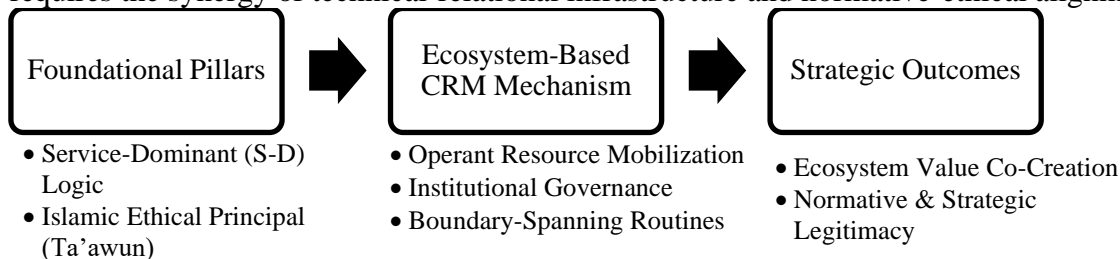 requires the synergy of technical-relational infrastructure and normative-ethical
Foundational Pillars
Ecosystem-Based
CRM Mechanism
Strategic Outcomes
• Service-Dominant (S-D)
Logic
• Islamic Ethical Principal
(Ta'awun)
• Operant Resource Mobilization
• Institutional Governance
• Boundary-Spanning Routines
• Ecosystem Value Co-Creation
• Normative & Strategic
Legitimacy